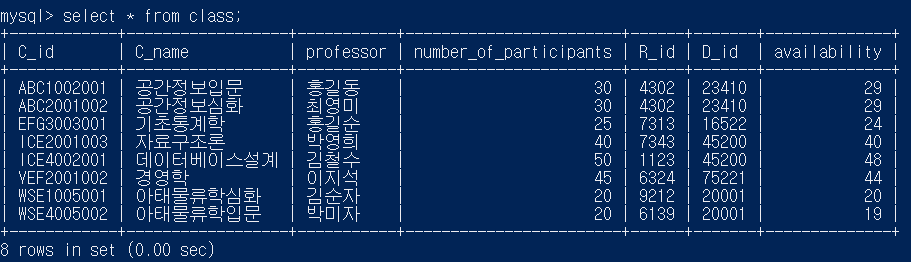 mysql> select * from class;
+------------+------------------+-----------+------------------------+------+-------+--------------+
| C_id | C_name | professor | number_of_participants | R_id | D_id | availability |
+------------+------------------+-----------+------------------------+------+-------+--------------+
| ABC1002001 | 공간정보입문 | 홍길동 | 30 | 4302 | 23410 | 29 |
| ABC2001002 | 공간정보심화 | 최영미 | 30 | 4302 | 23410 | 29 |
| EFG3003001 | 기초통계학 | 홍길순 | 25 | 7313 | 16522 | 24 |
| ICE2001003 | 자료구조론 | 박영희 | 40 | 7343 | 45200 | 40 |
| ICE4002001 | 데이터베이스설계 | 김철수 | 50 | 1123 | 45200 | 48 |
| VEF2001002 | 경영학 | 이지석 | 45 | 6324 | 75221 | 44 |
| WSE1005001 | 아태물류학심화 | 김순자 | 20 | 9212 | 20001 | 20 |
| WSE4005002 | 아태물류학입문 | 박미자 | 20 | 6139 | 20001 | 19 |
+------------+------------------+-----------+------------------------+------+-------+--------------+
8 rows in set (0.00 sec)